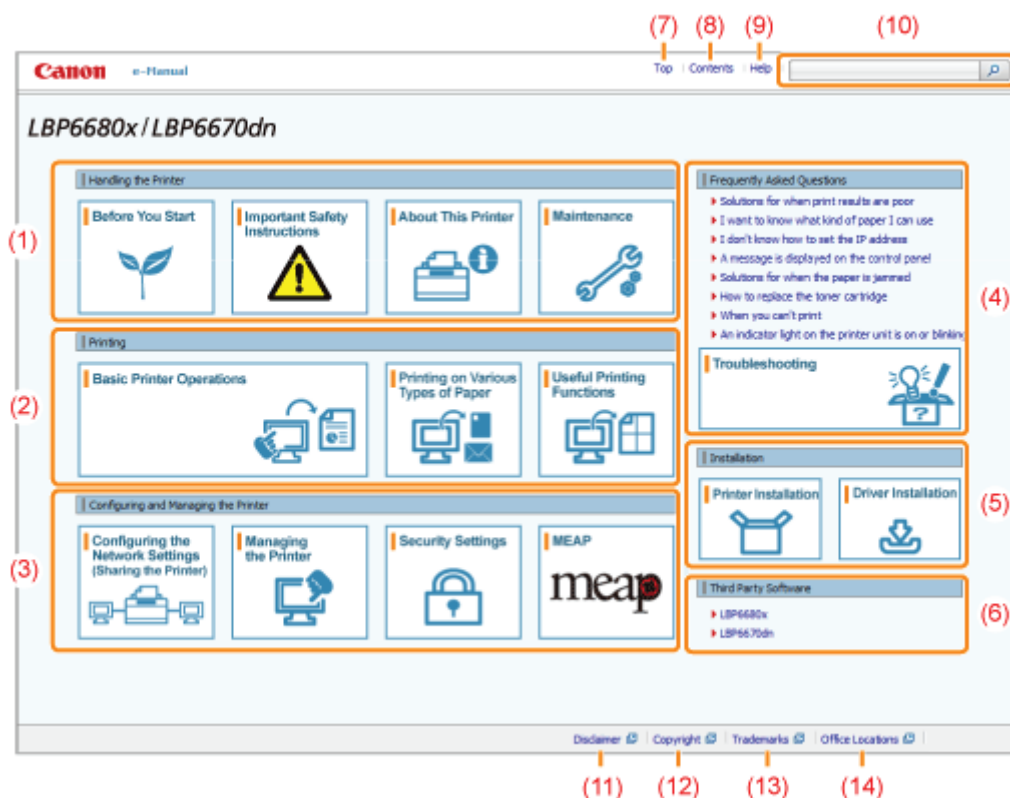 (7) (8) (9) (10)
Canon e-Manual
Top Contents Help
LBP6680x/LBP6670dn
(1)
Handling the Printer
Before You Start
Important Safety
Instructions
About This Printer
Maintenance
(2)
Printing
Basic Printer Operations
Printing on Various
Types of Paper
Useful Printing
Functions
(3)
Configuring and Managing the Printer
Configuring the
Network Settings
(Sharing the Printer)
Managing
the Printer
Security Settings
MEAP
meap
Frequently Asked Questions
Solutions for when print results are poor
I want to know what kind of paper I can use
I don't know how to set the IP address
A message is displayed on the control panel
Solutions for when the paper is jammed
How to replace the toner cartridge
When you can't print
An indicator light on the printer unit is on or blinking
(4)
Troubleshooting
?
Installation
Printer Installation
Driver Installation
(5)
Third Party Software
LBP6680x
LBP6670dn
(6)
Disclaimer Copyright Trademarks Office Locations
(11) (12) (13) (14)